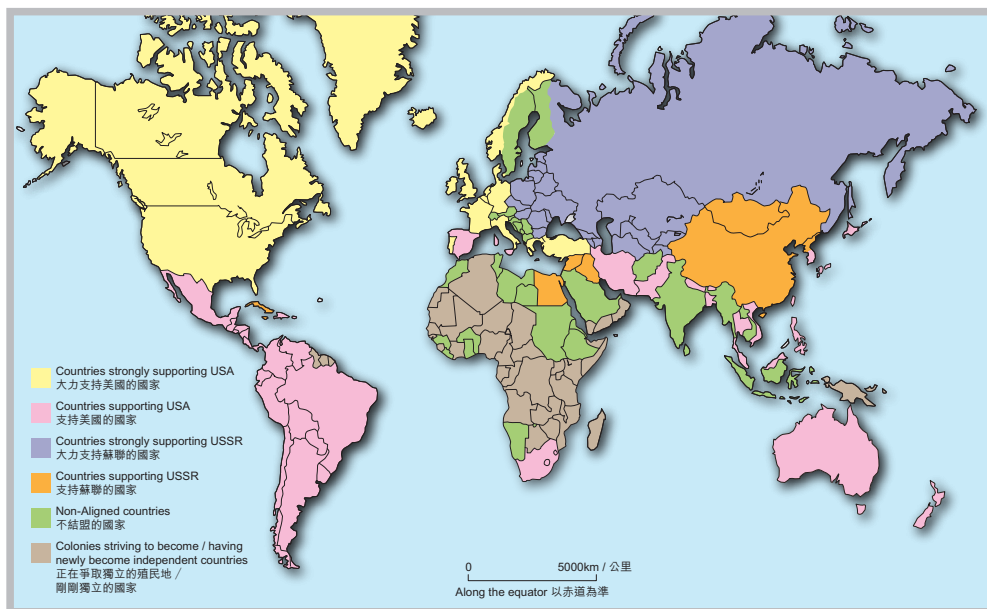 Countries strongly supporting USA
大力支持美國的國家
Countries supporting USA
支持美國的國家
Countries strongly supporting USSR
大力支持蘇聯的國家
Countries supporting USSR
支持蘇聯的國家
Non-Aligned countries
不結盟的國家
Colonies striving to become / having
newly become independent countries
正在爭取獨立的殖民地 /
剛剛獨立的國家
0 5000km / 公里
Along the equator 以赤道為準